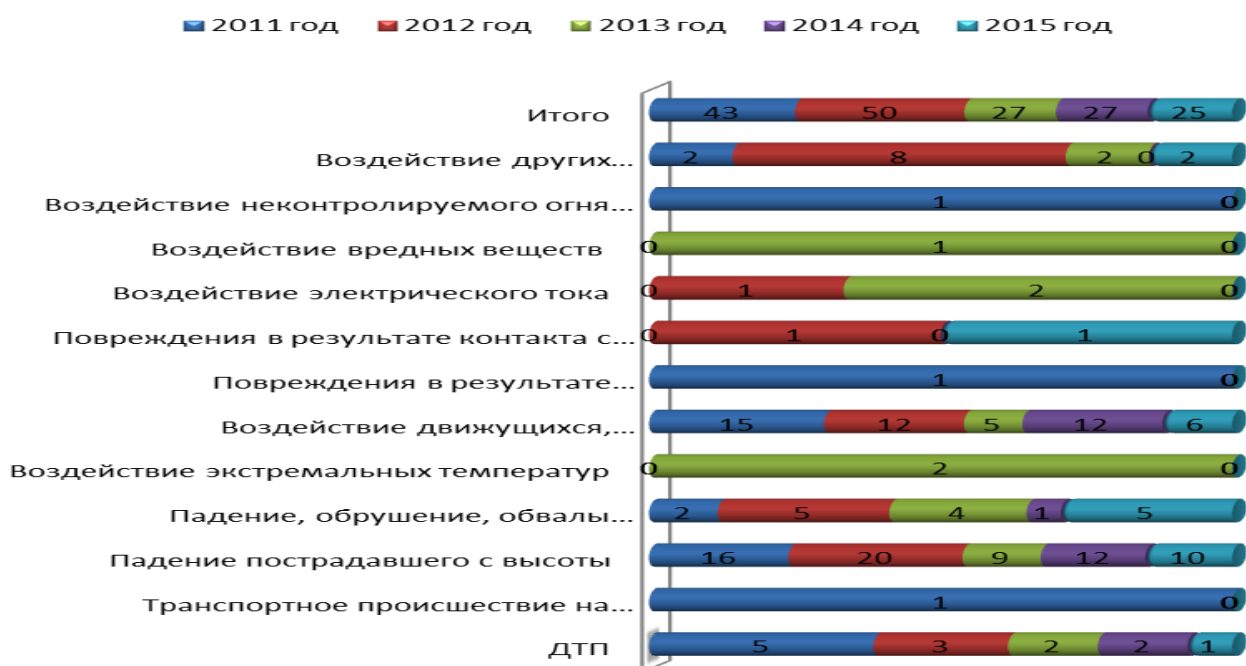 2011 год 2012 год 2013 год 2014 год 2015 год
Итого 43 50 27 27 25
Воздействие других... 2 8 2 0 2
Воздействие неконтролируемого огня... 1 0
Воздействие вредных веществ 0 1 0
Воздействие электрического тока 0 1 2 0
Повреждения в результате контакта с... 0 1 0 1
Повреждения в результате... 1 0
Воздействие движущихся,... 15 12 5 12 6
Воздействие экстремальных температур 0 2 0
Падение, обрушение, обвалы... 2 5 4 1 5
Падение пострадавшего с высоты 16 20 9 12 10
Транспортное происшествие на... 1 0
ДТП 5 3 2 2 1